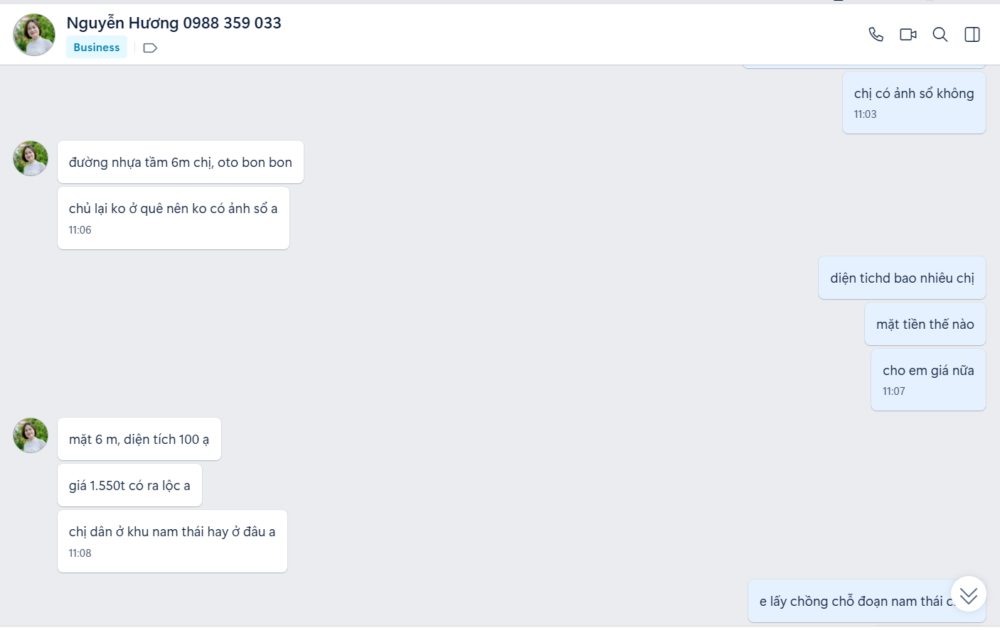 Nguyễn Hương 0988 359 033
Business
chị có ảnh sổ không
11:03
đường nhựa tầm 6m chị, oto bon bon
chủ lại ko ở quê nên ko có ảnh sổ a
11:06
diện tichd bao nhiêu chị
mặt tiền thế nào
cho em giá nữa
11:07
mặt 6 m, diện tích 100 ạ
giá 1.550t có ra lộc a
chị dân ở khu nam thái hay ở đâu a
11:08
e lấy chồng chỗ đoạn nam thái